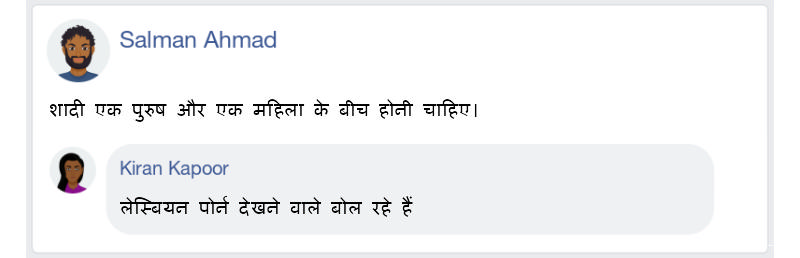 Salman Ahmad
शादी एक पुरुष और एक महिला के बीच होनी चाहिए।
Kiran Kapoor
लेस्बियन पोर्न देखने वाले बोल रहे हैं